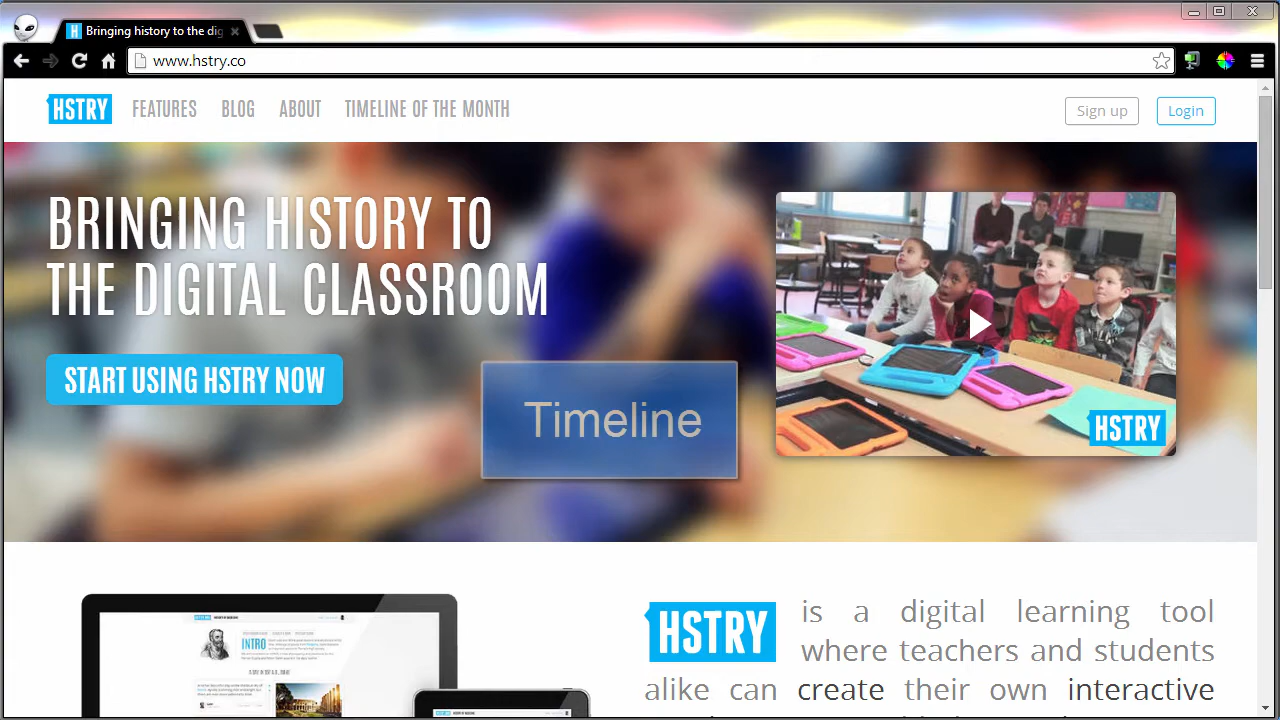 Bringing history to the dig
www.hstry.co
HSTRY FEATURES BLOG ABOUT TIMELINE OF THE MONTH Sign up Login
BRINGING HISTORY TO
THE DIGITAL CLASSROOM
START USING HSTRY NOW
Timeline
HSTRY
HSTRY is a digital learning tool
where teachers and students
alike can create their own interactive
INTRO